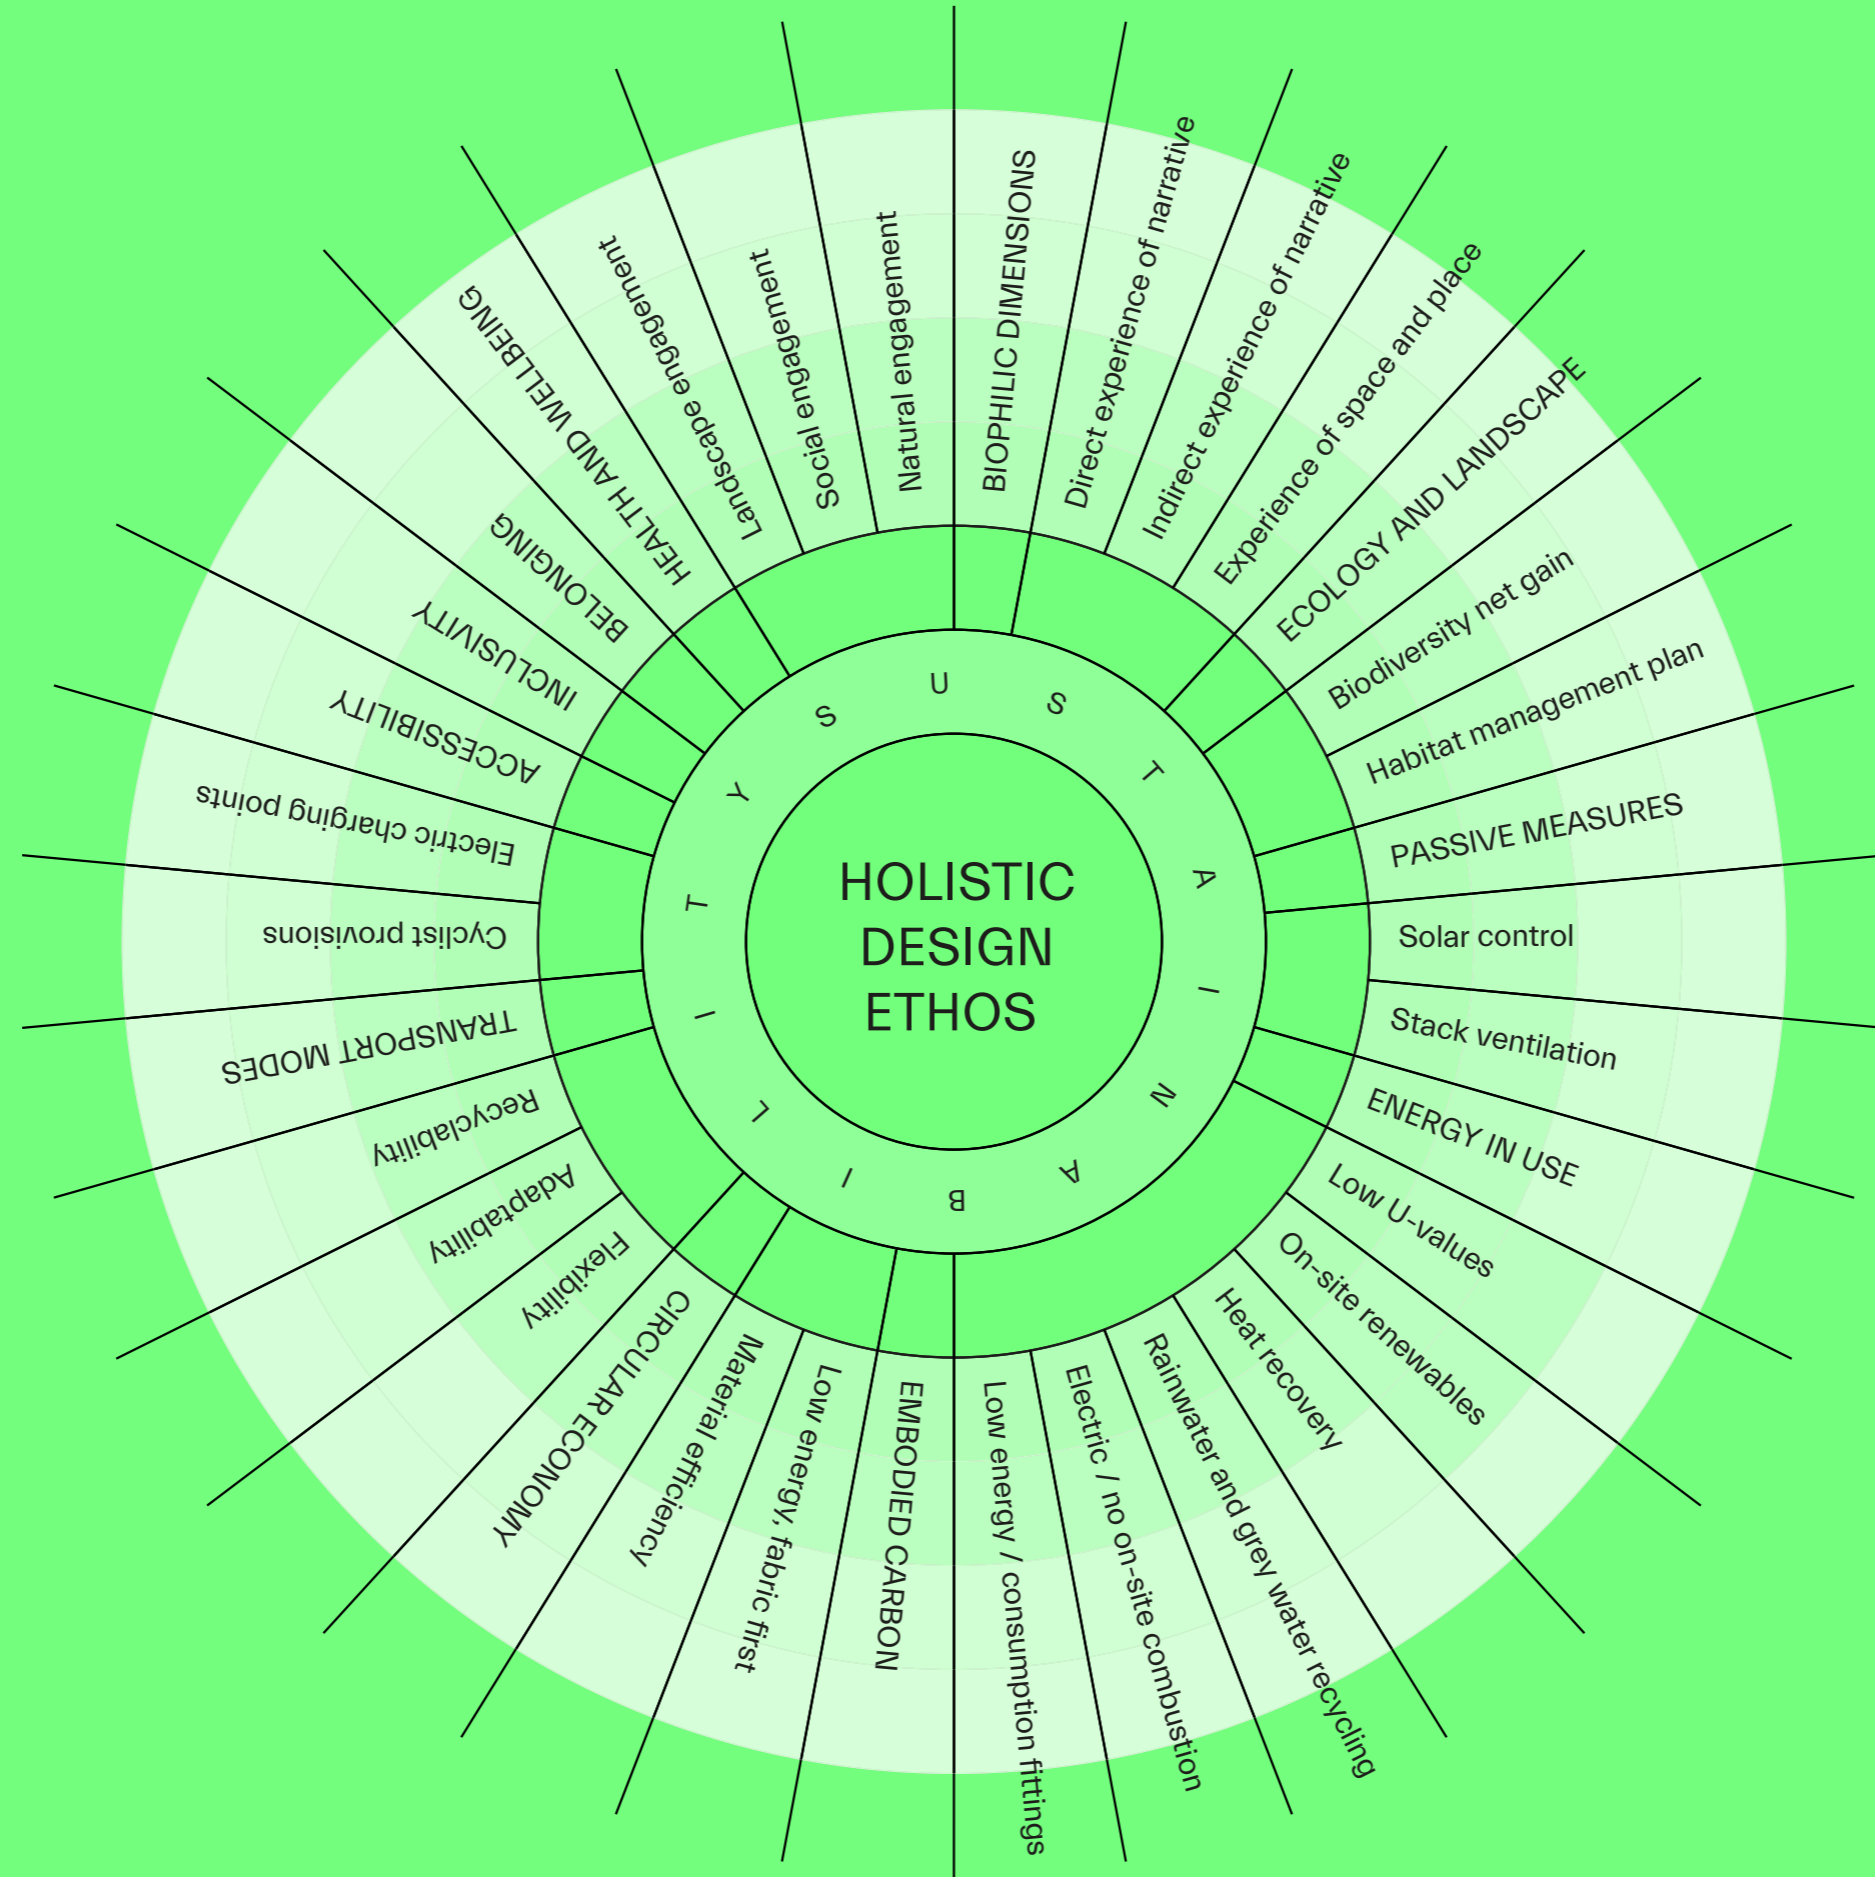 HOLISTIC
DESIGN
ETHOS
SUSTAINABILITY
BIOPHILIC DIMENSIONS
Direct experience of narrative
Indirect experience of narrative
Experience of space and place
ECOLOGY AND LANDSCAPE
Biodiversity net gain
Habitat management plan
PASSIVE MEASURES
Solar control
Stack ventilation
ENERGY IN USE
Low U-values
On-site renewables
Heat recovery
Rainwater and grey water recycling
Electric / no on-site combustion
Low energy / consumption fittings
EMBODIED CARBON
Low energy, fabric first
Material efficiency
CIRCULAR ECONOMY
Flexibility
Adaptability
Recyclability
TRANSPORT MODES
Cyclist provisions
Electric charging points
ACCESSIBILITY
INCLUSIVITY
BELONGING
HEALTH AND WELLBEING
Landscape engagement
Social engagement
Natural engagement